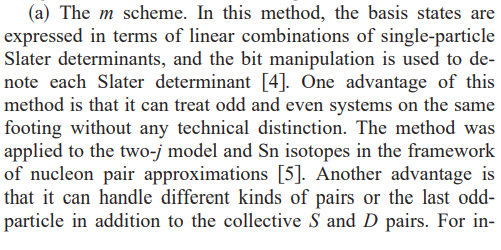 (a) The m scheme. In this method, the basis states are
expressed in terms of linear combinations of single-particle
Slater determinants, and the bit manipulation is used to de-
note each Slater determinant [4]. One advantage of this
method is that it can treat odd and even systems on the same
footing without any technical distinction. The method was
applied to the two-j model and Sn isotopes in the framework
of nucleon pair approximations [5]. Another advantage is
that it can handle different kinds of pairs or the last odd-
particle in addition to the collective S and D pairs. For in-